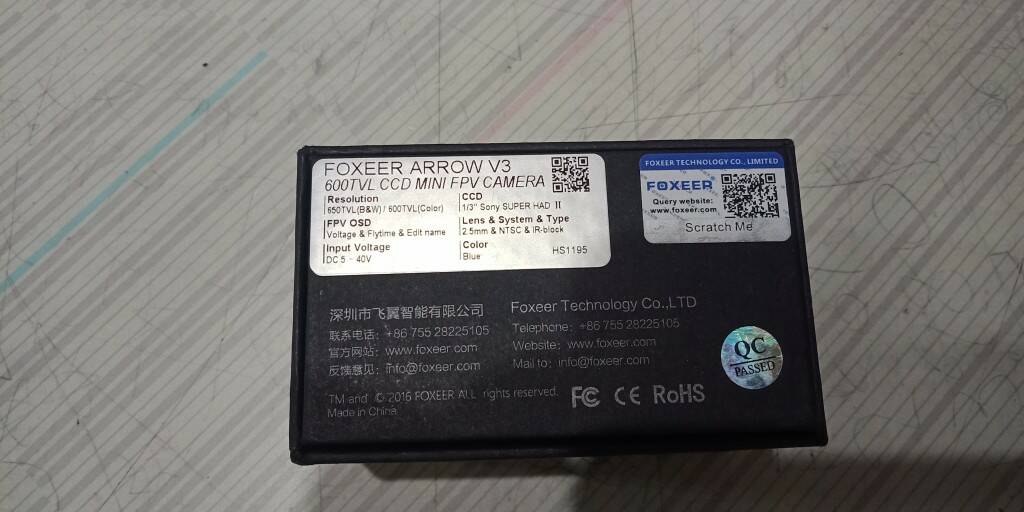 FOXEER ARROW V3
600TVL CCD MINI FPV CAMERA
Resolution
650TVL(B&W) / 600TVL(Color)
CCD
1/3" Sony SUPER HAD II
FPV OSD
Voltage & Flytime & Edit name
Lens & System & Type
2.5mm & NTSC & IR-block
Input Voltage
DC 5 - 40V
Color
Blue
HS1195
FOXEER TECHNOLOGY CO., LIMITED
FOXEER
Query website:
www.foxeer.com
Scratch Me
深圳市飞翼智能有限公司
联系电话: +86 755 28225105
官方网站: www.foxeer.com
反馈意见: info@foxeer.com
Foxeer Technology Co.,LTD
Telephone: +86 755 28225105
Website: www.foxeer.com
Mail to: info@foxeer.com
QC
PASSED
TM and © 2016 FOXEER ALL rights reserved.
Made in China
FC CE RoHS